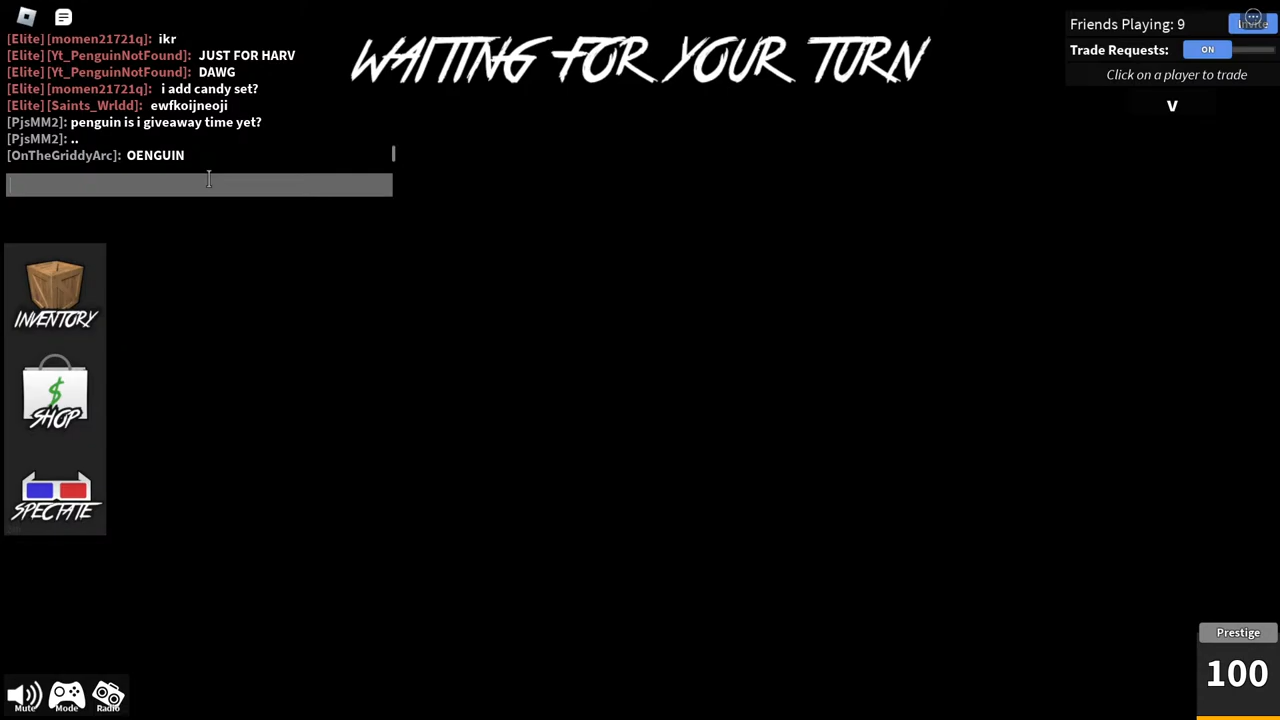 [Elite] [momen21721q]: ikr
[Elite] [Yt_PenguinNotFound]: JUST FOR HARV
[Elite] [Yt_PenguinNotFound]: DAWG
[Elite] [momen21721q]: i add candy set?
[Elite] [Saints_Wrldd]: ewfkoijneoji
[PjsMM2]: penguin is i giveaway time yet?
[PjsMM2]: ..
[OnTheGriddyArc]: OENGUIN
WAITING FOR YOUR TURN
Friends Playing: 9
Invite
Trade Requests:
ON
Click on a player to trade
V
INVENTORY
$
SHOP
SPECTATE
Mute
Mode
Radio
Prestige
100